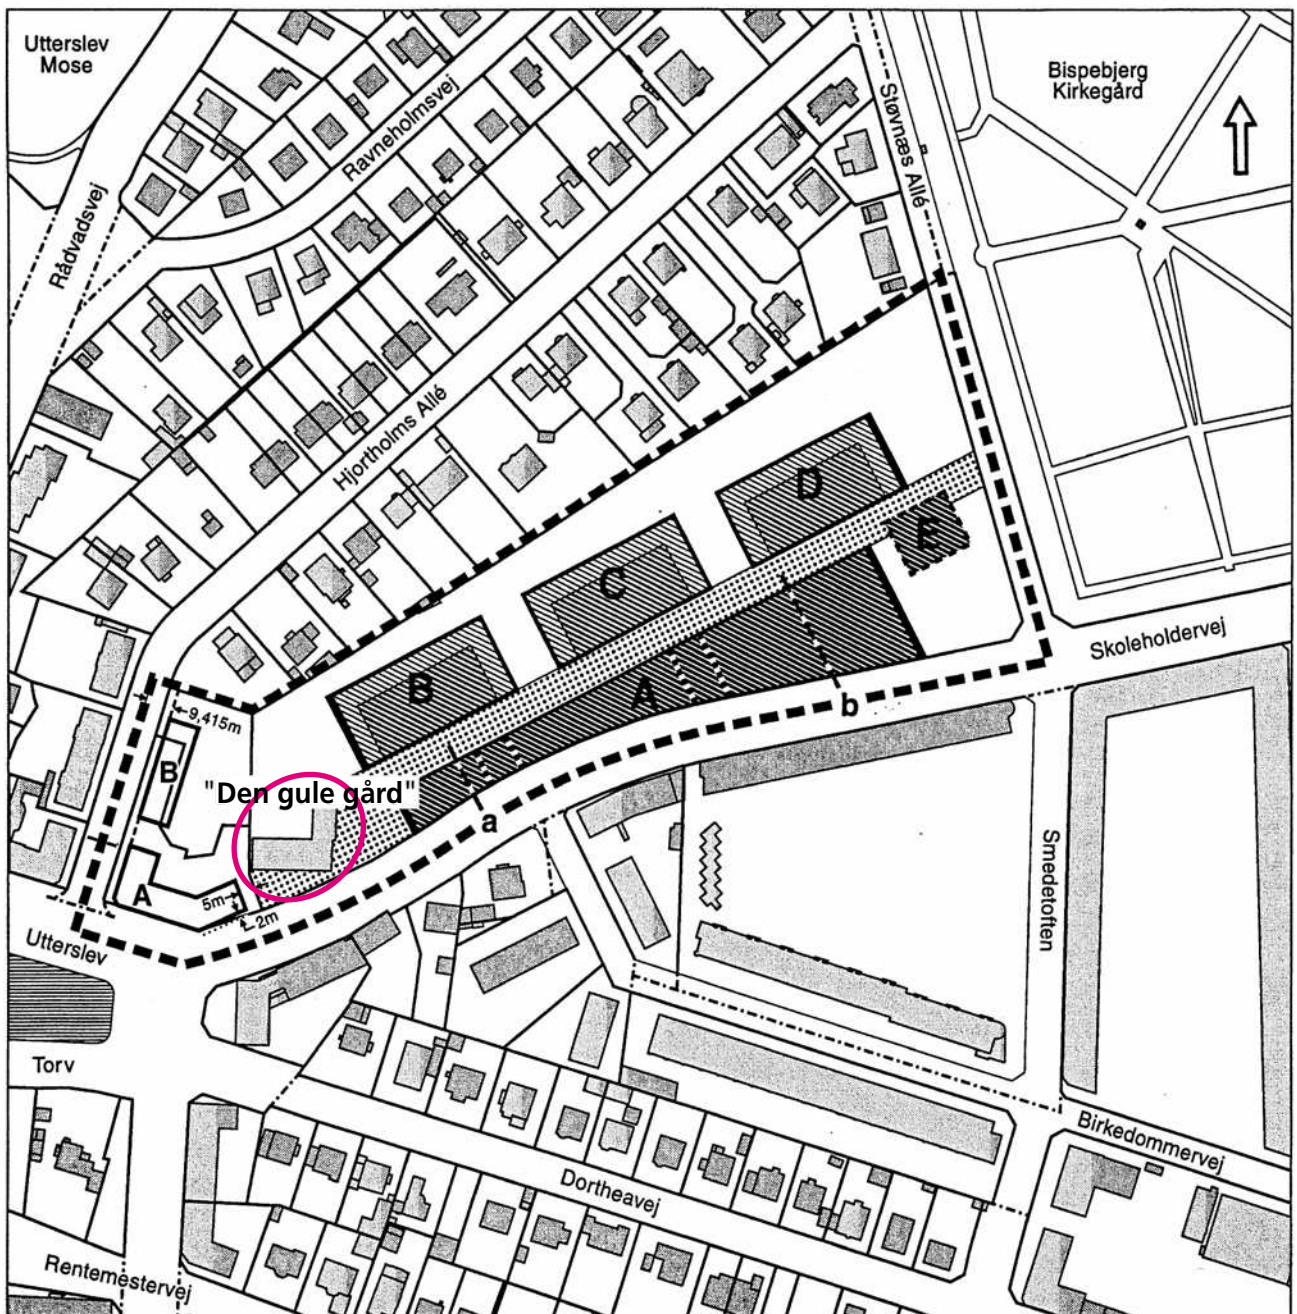 Utterslev
Mose
Bispebjerg
Kirkegård
Ravneholmsvej
Støvnæs Allé
Rådvadsvej
Hjortholms Allé
D
E
C
Skoleholdervej
B
A
b
9,415m
B
"Den gule gård"
a
A
5m
2m
Smedetoften
Utterslev
Torv
Birkedommervej
Dortheavej
Rentemestervej